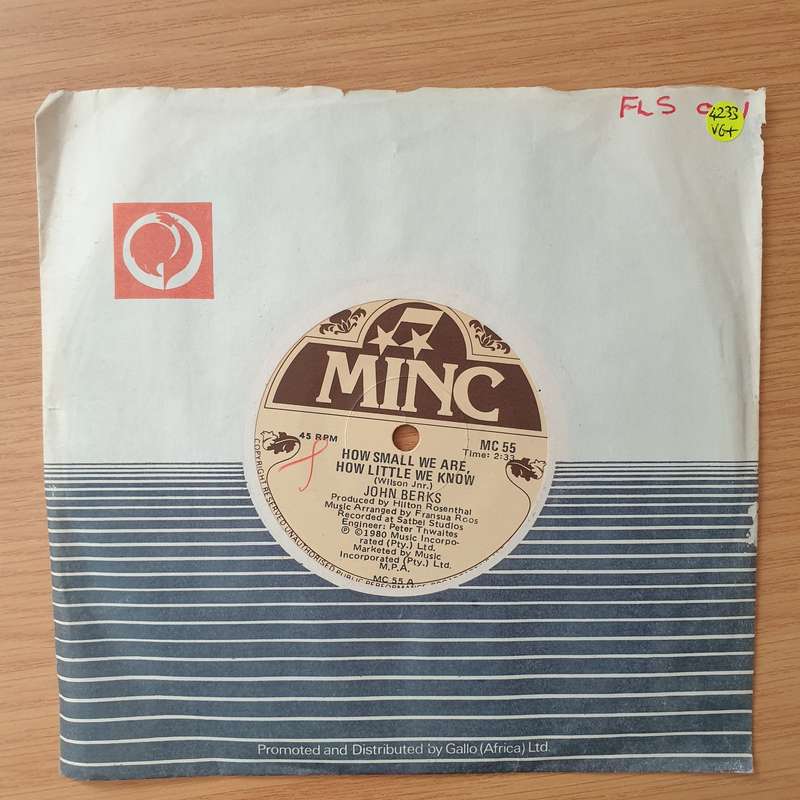 FLS
4233
VG+
MINC
45 RPM
MC 55
Time: 2:33
HOW SMALL WE ARE,
HOW LITTLE WE KNOW
(Wilson Jnr.)
JOHN BERKS
Produced by Hilton Rosenthal
Music Arranged by Fransua Roos
Recorded at Satbel Studios
Engineer: Peter Thwaites
℗ ©1980 Music Incorpo-
rated (Pty.) Ltd.
Marketed by Music
Incorporated (Pty.) Ltd.
M.P.A.
MC 55 A
COPYRIGHT RESERVED UNAUTHORISED PUBLIC PERFORMANCE
Promoted and Distributed by Gallo (Africa) Ltd.